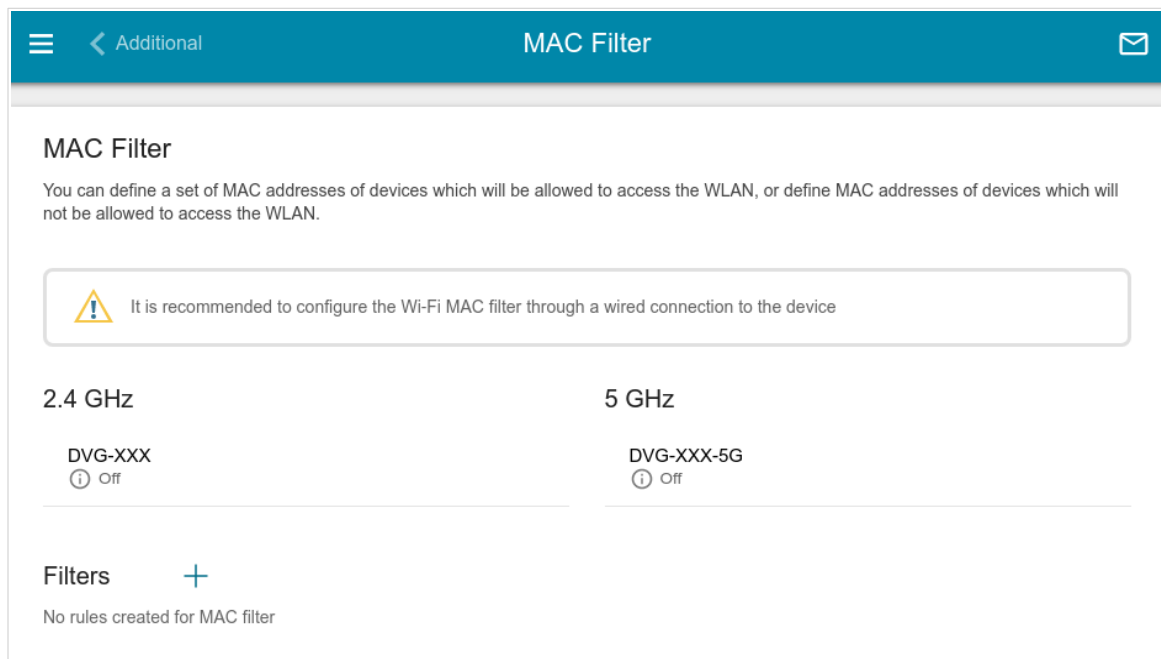 Additional
MAC Filter
MAC Filter
You can define a set of MAC addresses of devices which will be allowed to access the WLAN, or define MAC addresses of devices which will
not be allowed to access the WLAN.
It is recommended to configure the Wi-Fi MAC filter through a wired connection to the device
2.4 GHz
DVG-XXX
Off
5 GHz
DVG-XXX-5G
Off
Filters
No rules created for MAC filter